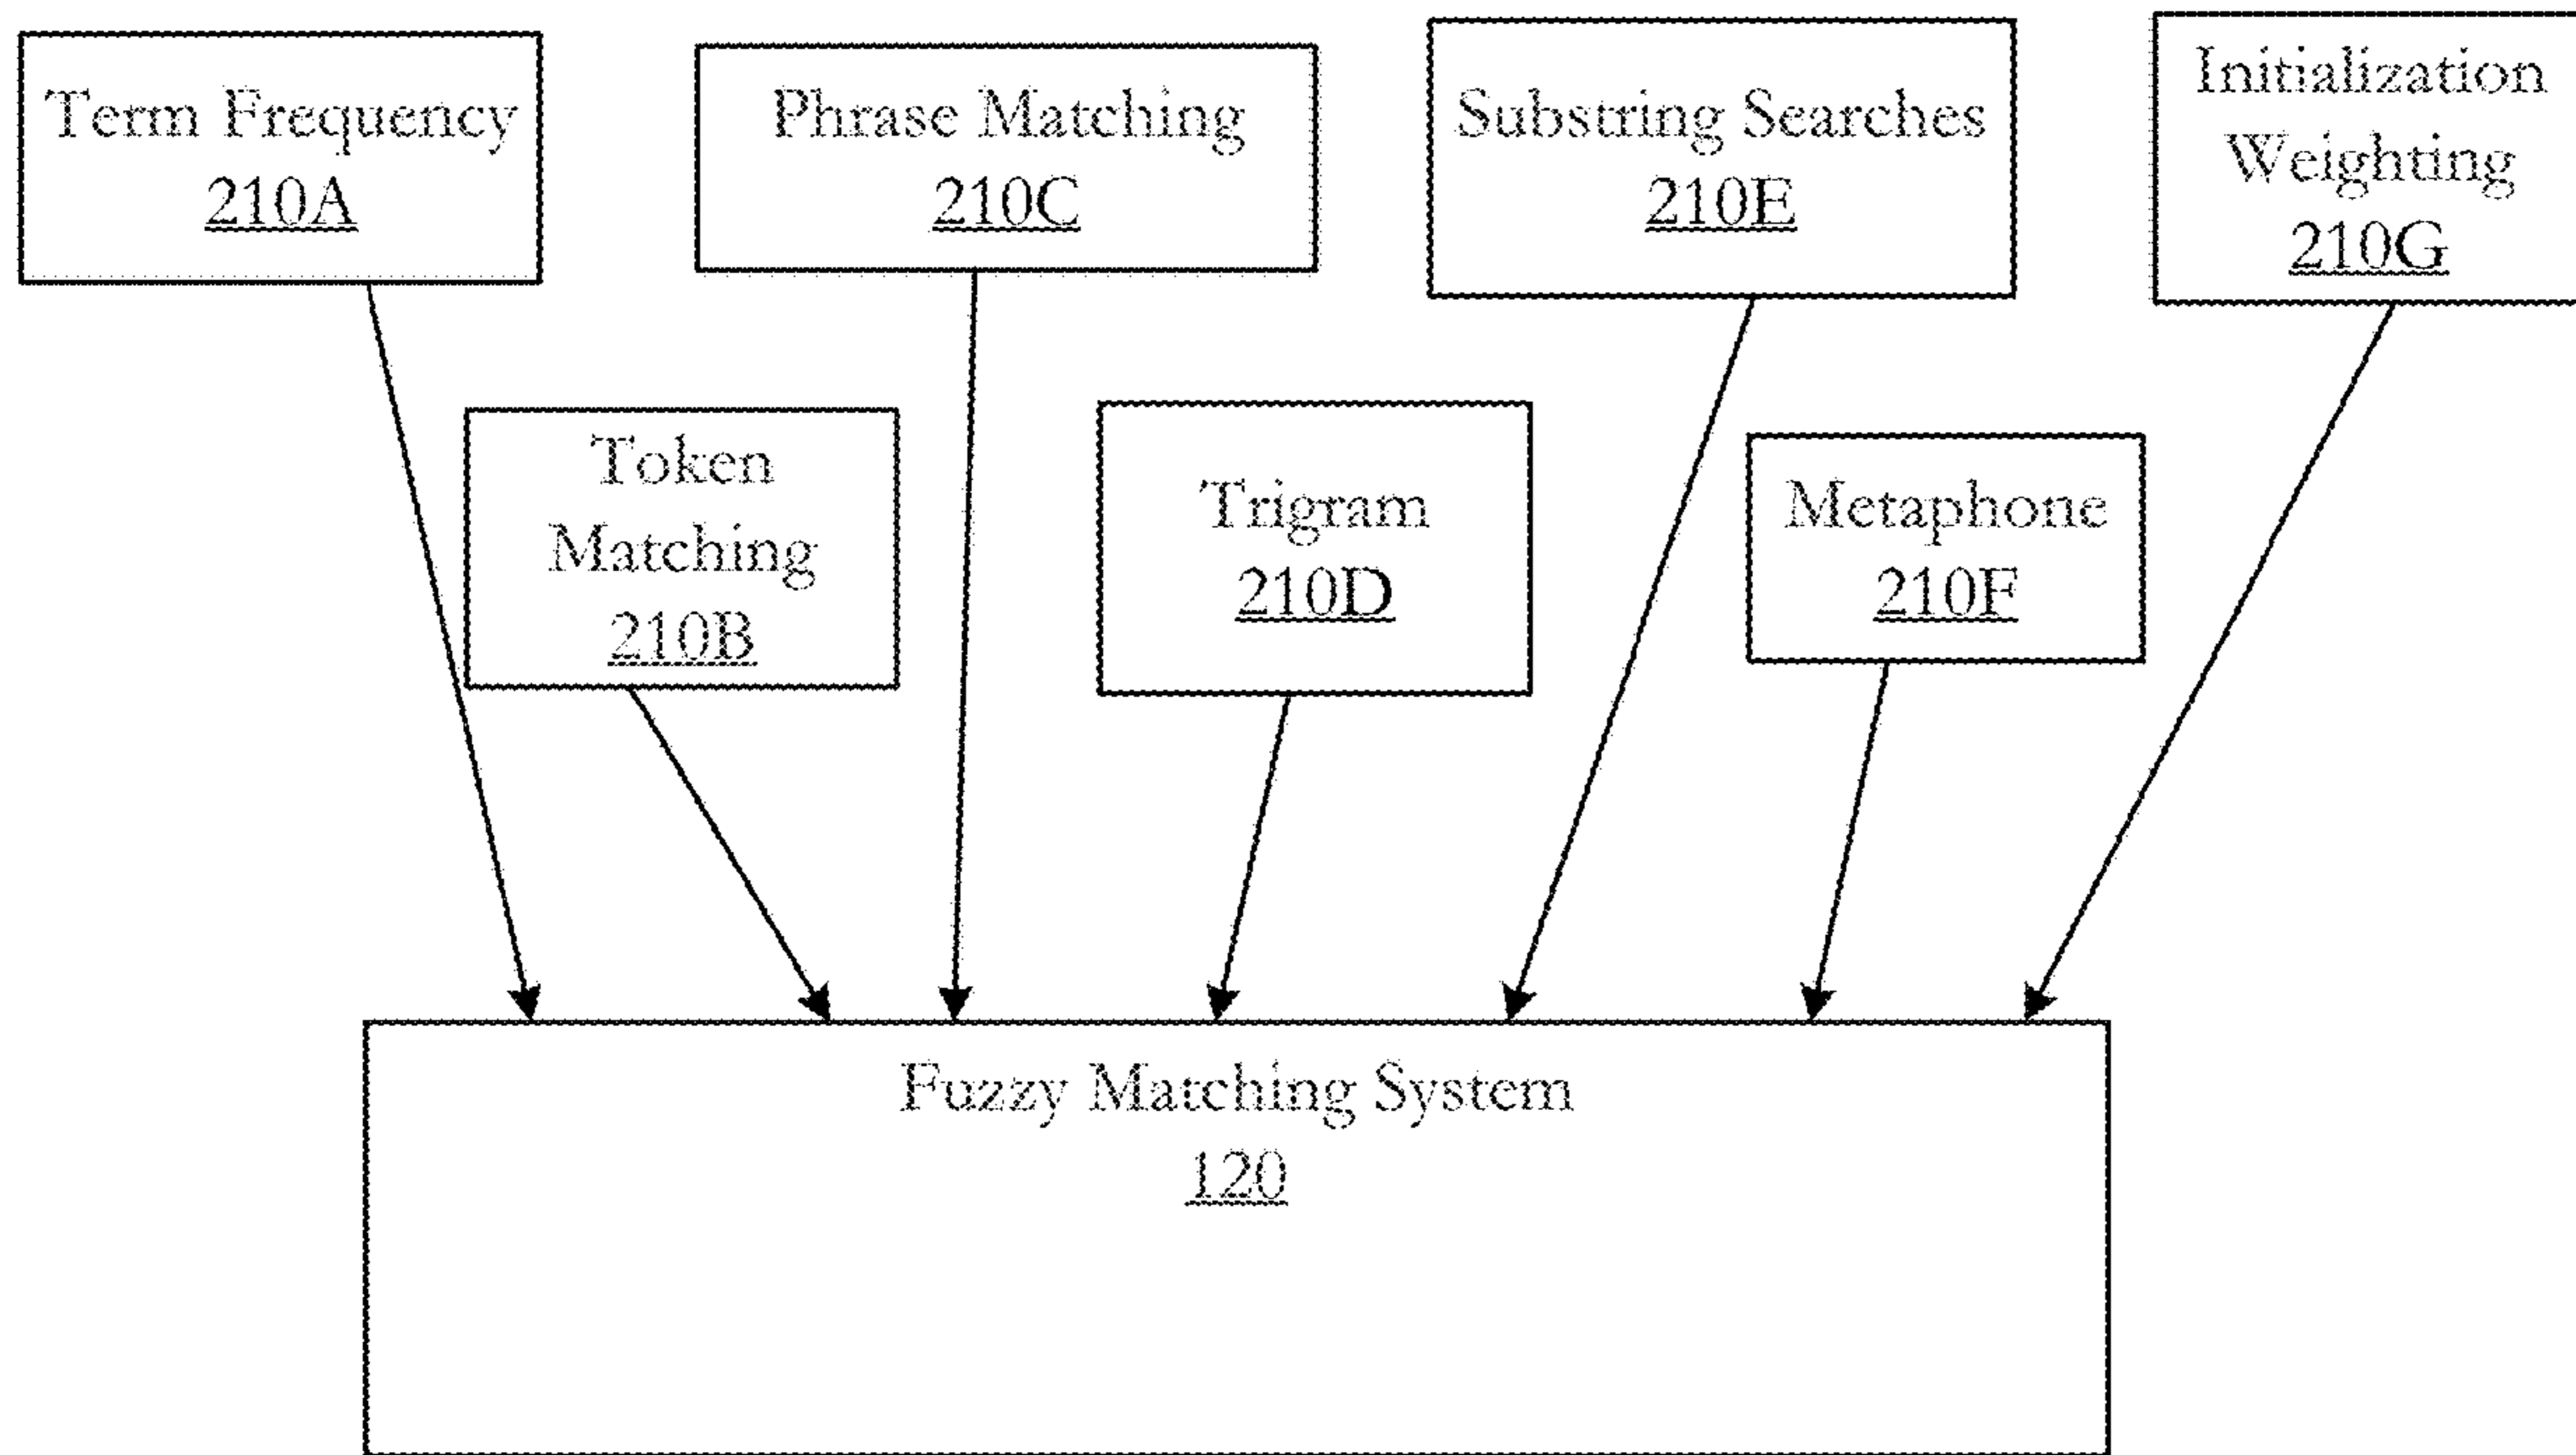 Term Frequency
210A
Phrase Matching
210C
Substring Searches
210E
Initialization
Weighting
210G
Token
Matching
210B
Trigram
210D
Metaphone
210F
Fuzzy Matching System
120